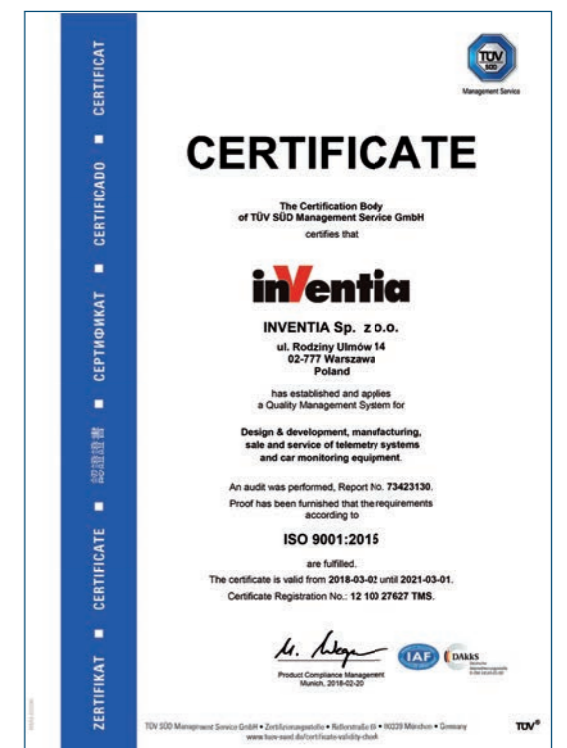 TÜV
SÜD
Management Service
CERTIFICATE
The Certification Body
of TÜV SÜD Management Service GmbH
certifies that
inVentia
INVENTIA Sp. z o.o.
ul. Rodziny Ulmów 14
02-777 Warszawa
Poland
has established and applies
a Quality Management System for
Design & development, manufacturing,
sale and service of telemetry systems
and car monitoring equipment.
An audit was performed, Report No. 73423130.
Proof has been furnished that the requirements
according to
ISO 9001:2015
are fulfilled.
The certificate is valid from 2018-03-02 until 2021-03-01.
Certificate Registration No.: 12 100 27627 TMS.
Product Compliance Management
Munich, 2018-02-20
IAF
DAkkS
Deutsche
Akkreditierungsstelle
TÜV SÜD Management Service GmbH • Zertifizierungsstelle • Ridlerstraße 65 • 80339 München • Germany
www.tuev-sued.de/certificate-validity-check
TÜV®
ZERTIFIKAT ■ CERTIFICATE ■ 認證證書 ■ СЕРТИФИКАТ ■ CERTIFICADO ■ CERTIFICAT